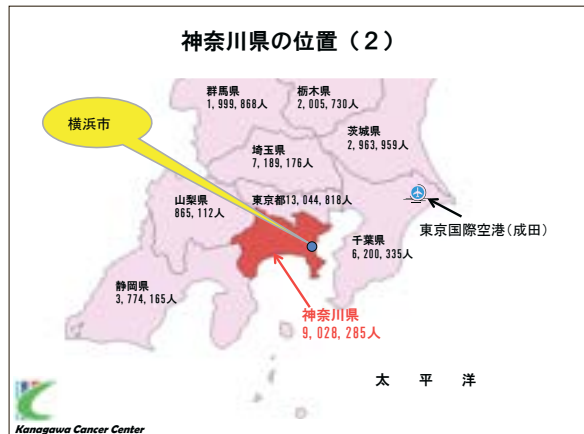 神奈川県の位置（２）
群馬県
1,999,868人
栃木県
2,005,730人
横浜市
茨城県
2,963,959人
埼玉県
7,189,176人
東京都13,044,818人
山梨県
865,112人
東京国際空港（成田）
千葉県
6,200,335人
静岡県
3,774,165人
神奈川県
9,028,285人
太　平　洋
Kanagawa Cancer Center